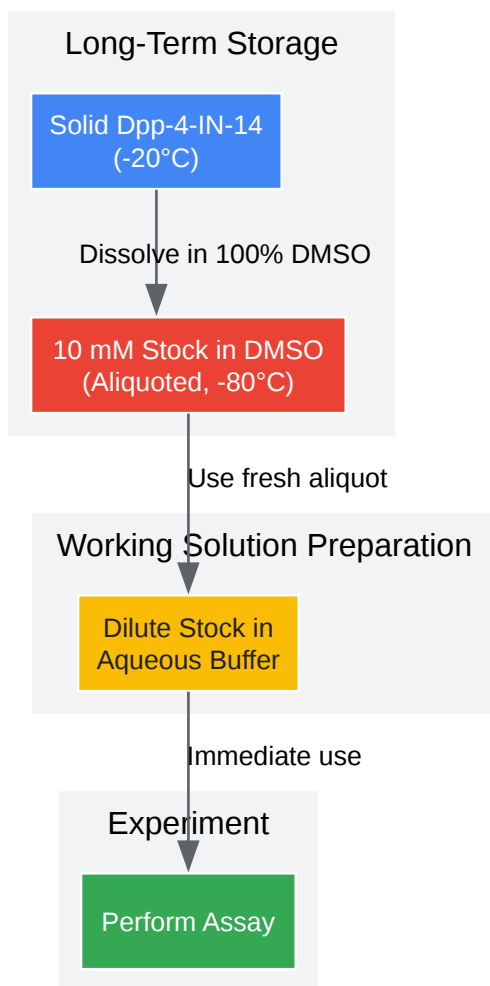 Long-Term Storage
Solid Dpp-4-IN-14
(-20°C)
Dissolve in 100% DMSO
10 mM Stock in DMSO
(Aliquoted, -80°C)
Use fresh aliquot
Working Solution Preparation
Dilute Stock in
Aqueous Buffer
Immediate use
Experiment
Perform Assay